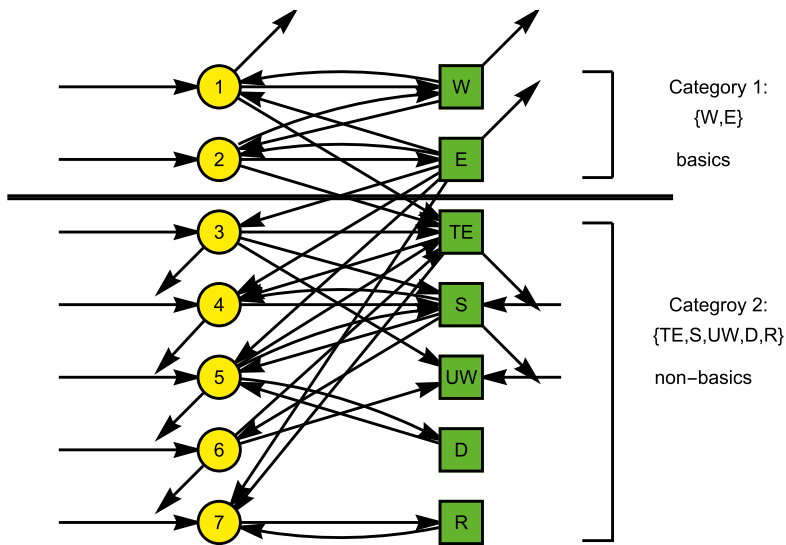 1
W
Category 1:
{W,E}
2
E
basics
3
TE
4
S
Categroy 2:
{TE,S,UW,D,R}
5
UW
non−basics
6
D
7
R